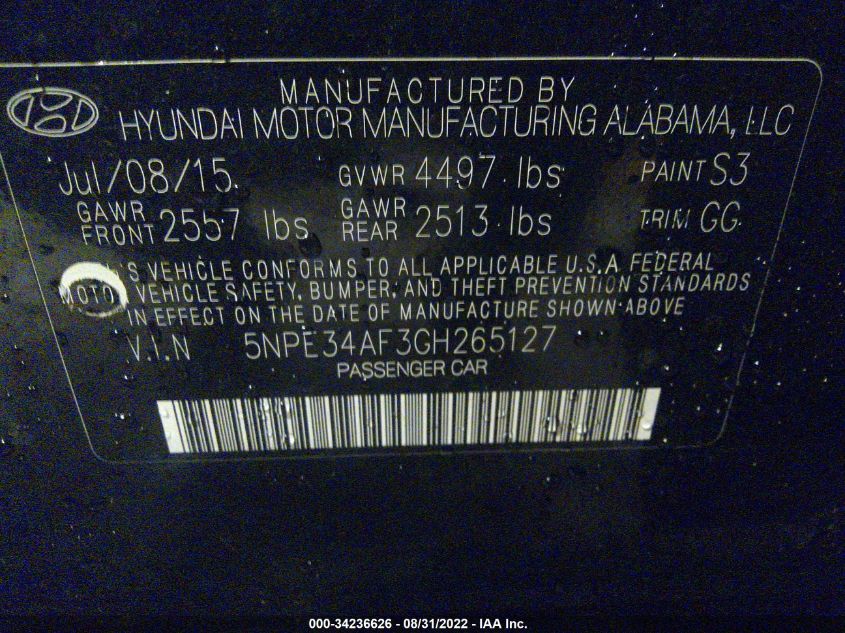 MANUFACTURED BY
HYUNDAI MOTOR MANUFACTURING ALABAMA, LLC
Jul/08/15 GVWR 4497 lbs PAINT S3
GAWR FRONT 2557 lbs GAWR REAR 2513 lbs TRIM GG
'S VEHICLE CONFORMS TO ALL APPLICABLE U.S.A FEDERAL
MOTOR VEHICLE SAFETY, BUMPER, AND THEFT PREVENTION STANDARDS
IN EFFECT ON THE DATE OF MANUFACTURE SHOWN ABOVE
V.I.N 5NPE34AF3GH265127
PASSENGER CAR
000-34236626 - 08/31/2022 - IAA Inc.